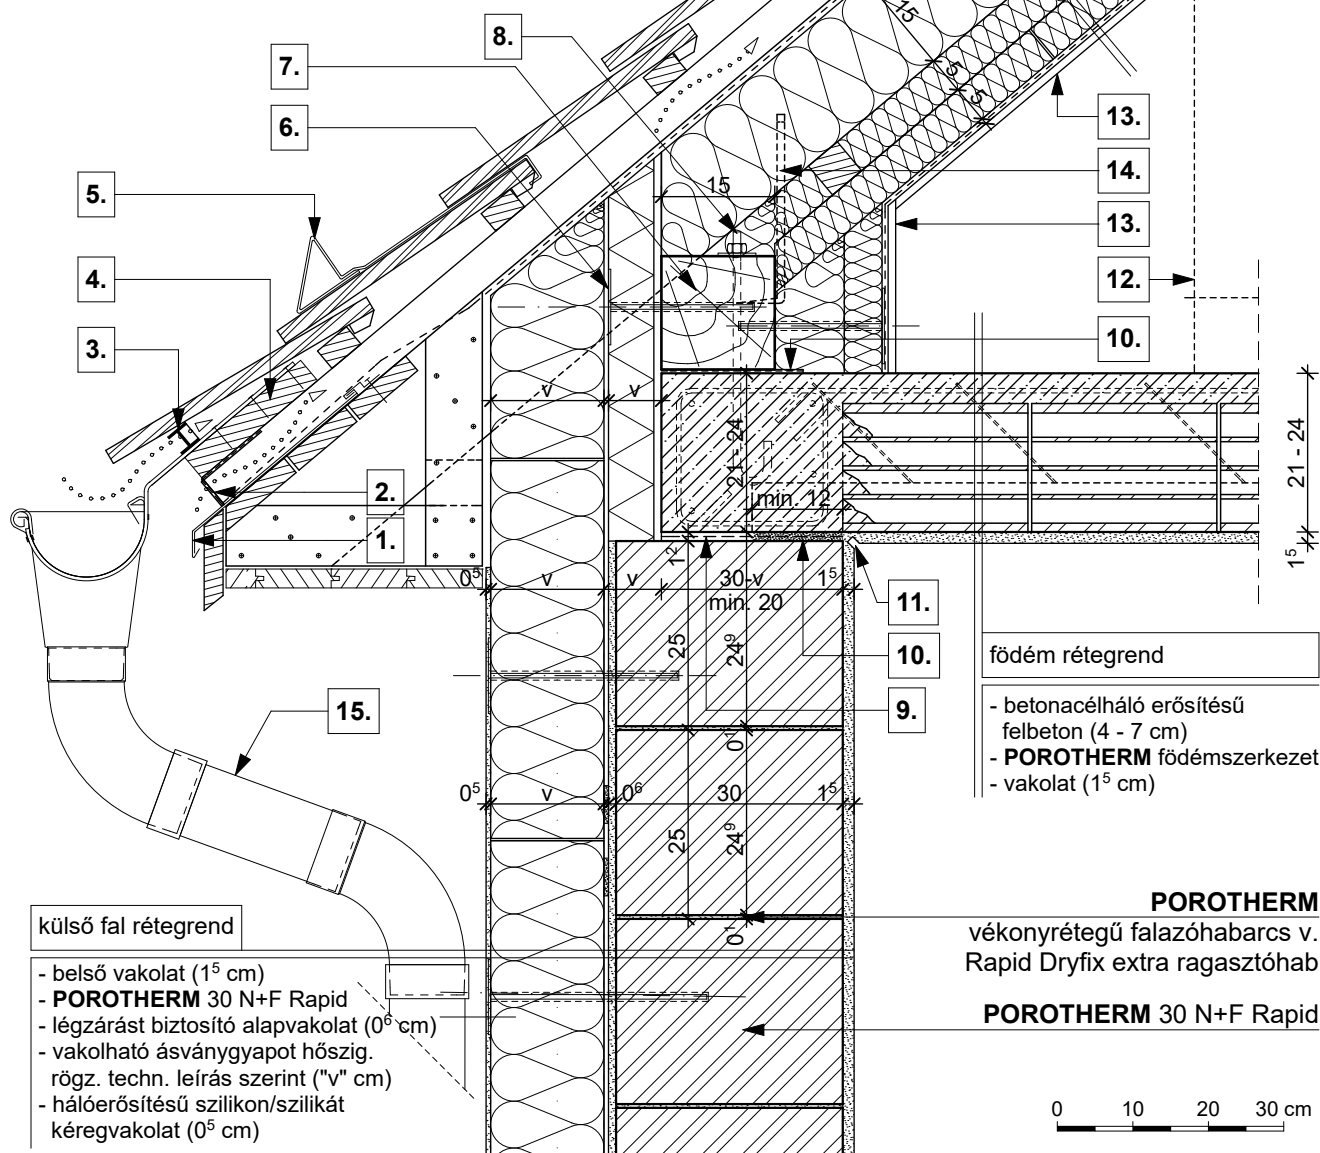 8.
7.
6.
5.
4.
3.
2.
1.
15
5
5
13.
14.
15
13.
12.
10.
v
v
21 - 24
min. 12
21 - 24
1⁵
1²
0⁵
v
v
30-v
min. 20
1⁵
11.
10.
9.
25
24⁹
0¹
15.
0⁵
v
0⁶
30
1⁵
25
24⁹
0¹
födém rétegrend
- betonacélháló erősítésű
felbeton (4 - 7 cm)
- POROTHERM födémszerkezet
- vakolat (1⁵ cm)
külső fal rétegrend
- belső vakolat (1⁵ cm)
- POROTHERM 30 N+F Rapid
- légzárást biztosító alapvakolat (0⁶ cm)
- vakolható ásványgyapot hőszig.
rögz. techn. leírás szerint ("v" cm)
- hálóerősítésű szilikon/szilikát
kéregvakolat (0⁵ cm)
POROTHERM
vékonyrétegű falazóhabarcs v.
Rapid Dryfix extra ragasztóhab
POROTHERM 30 N+F Rapid
0 10 20 30 cm